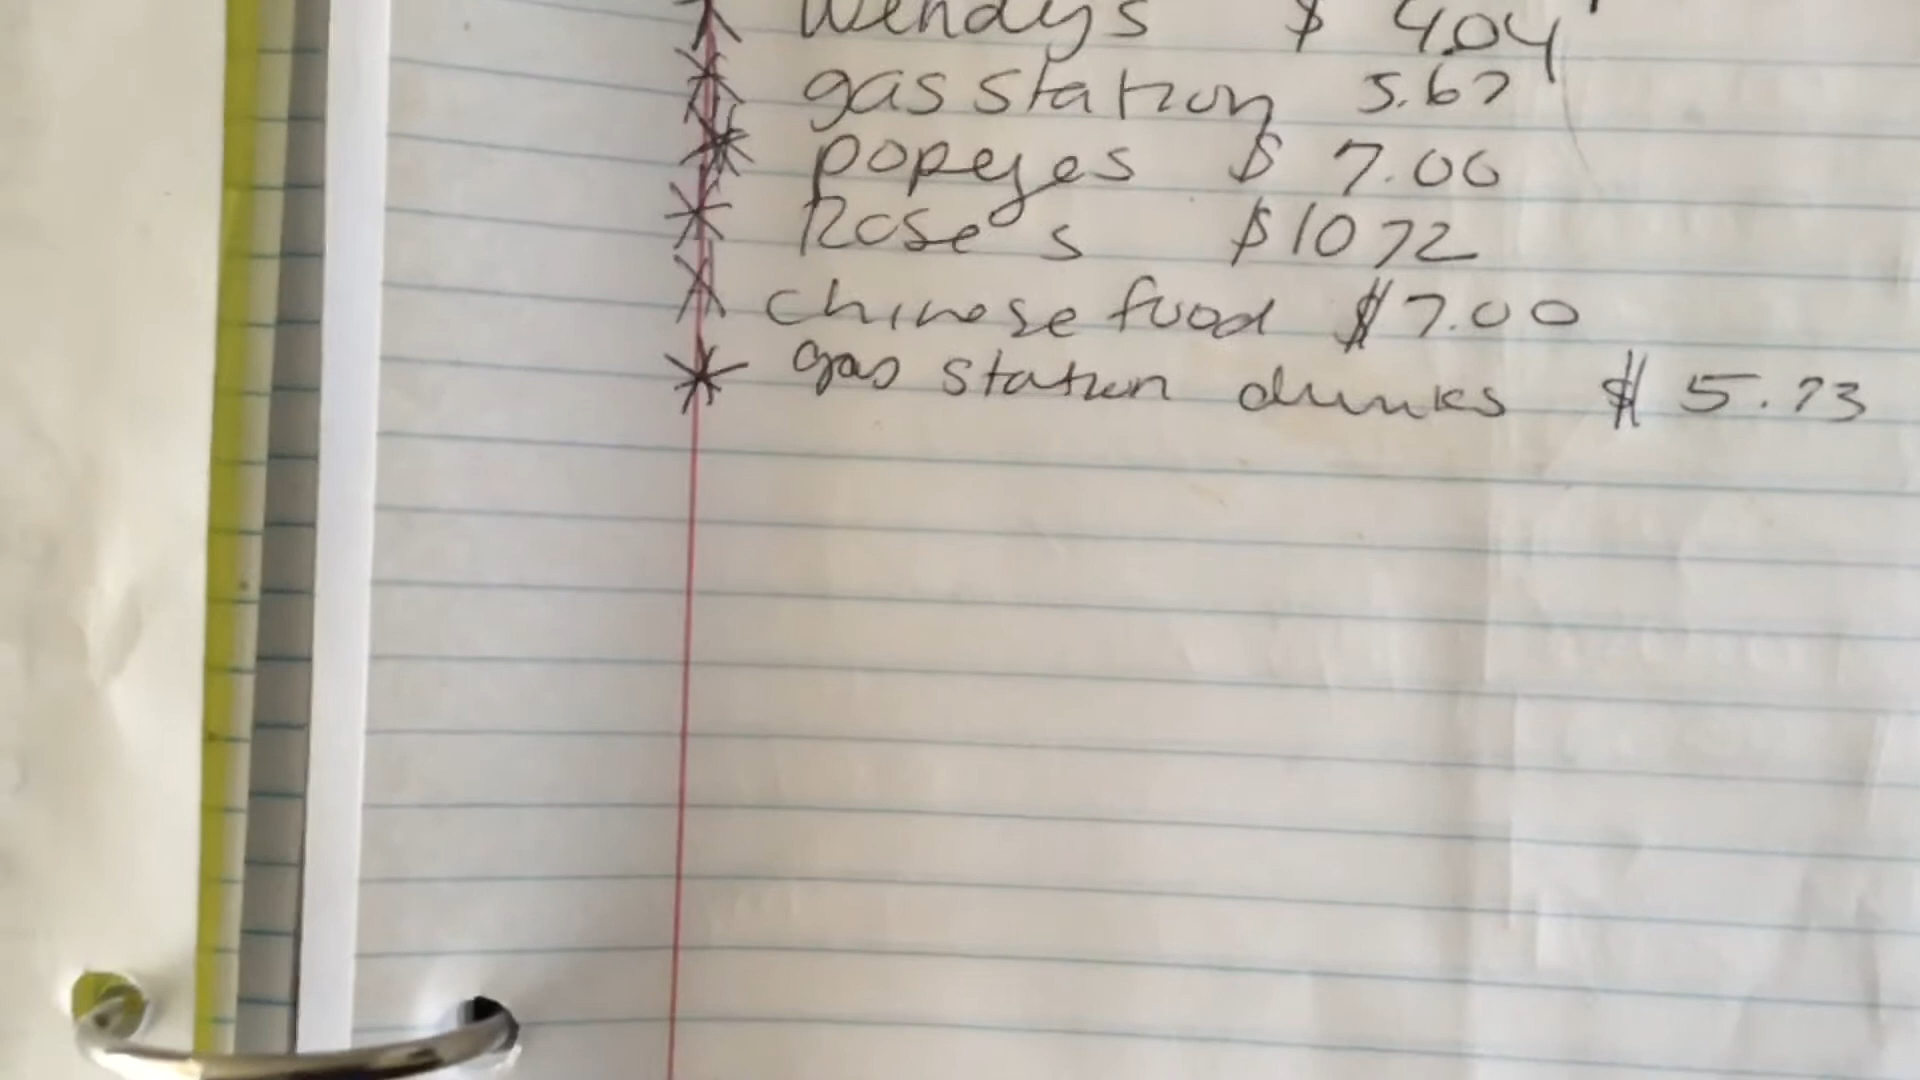 * Wendys $ 4.04
* gas station 5.67
* popeyes $ 7.00
* Rose's $10 72
* chinese food $7.00
* gas station drinks $ 5.73